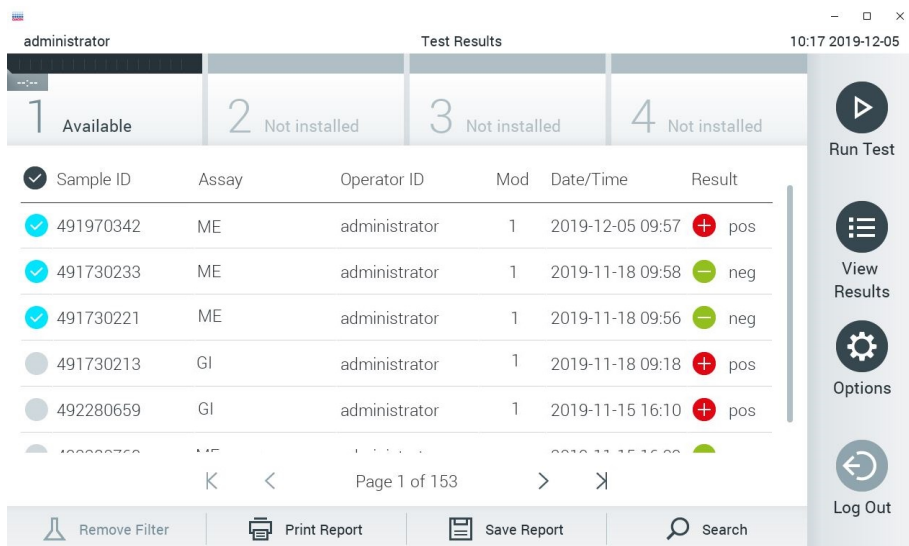 administrator Test Results 10:17 2019-12-05
--:--
1 Available 2 Not installed 3 Not installed 4 Not installed
Run Test
Sample ID Assay Operator ID Mod Date/Time Result
491970342 ME administrator 1 2019-12-05 09:57 pos
491730233 ME administrator 1 2019-11-18 09:58 neg
491730221 ME administrator 1 2019-11-18 09:56 neg
491730213 GI administrator 1 2019-11-18 09:18 pos
492280659 GI administrator 1 2019-11-15 16:10 pos
View
Results
Options
Page 1 of 153
Log Out
Remove Filter Print Report Save Report Search